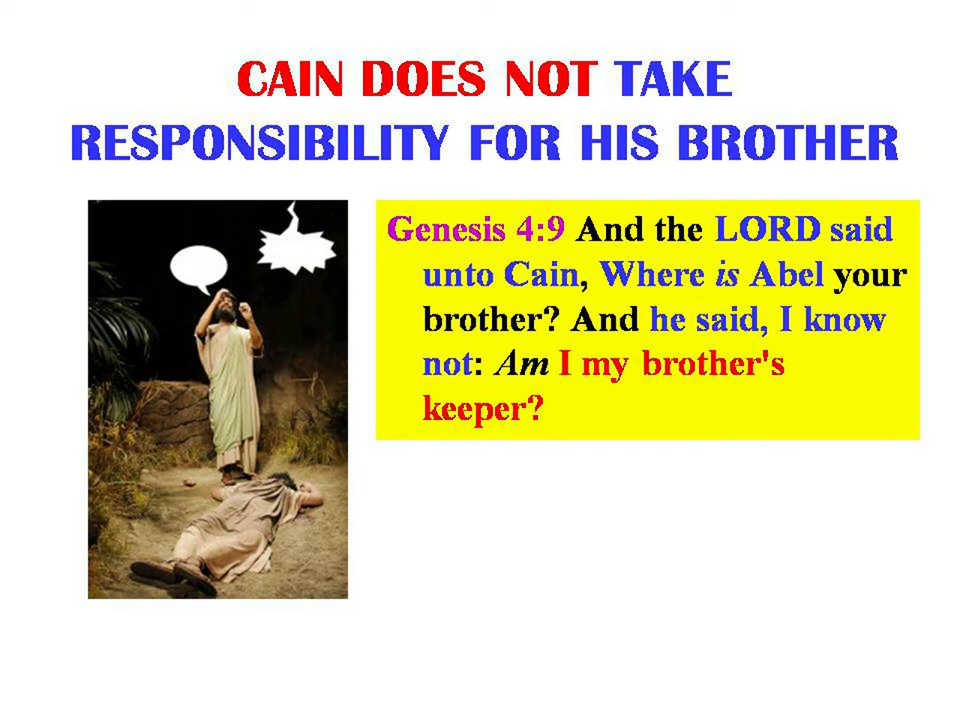 CAIN DOES NOT TAKE
RESPONSIBILITY FOR HIS BROTHER
Genesis 4:9 And the LORD said
unto Cain, Where is Abel your
brother? And he said, I know
not: Am I my brother's
keeper?